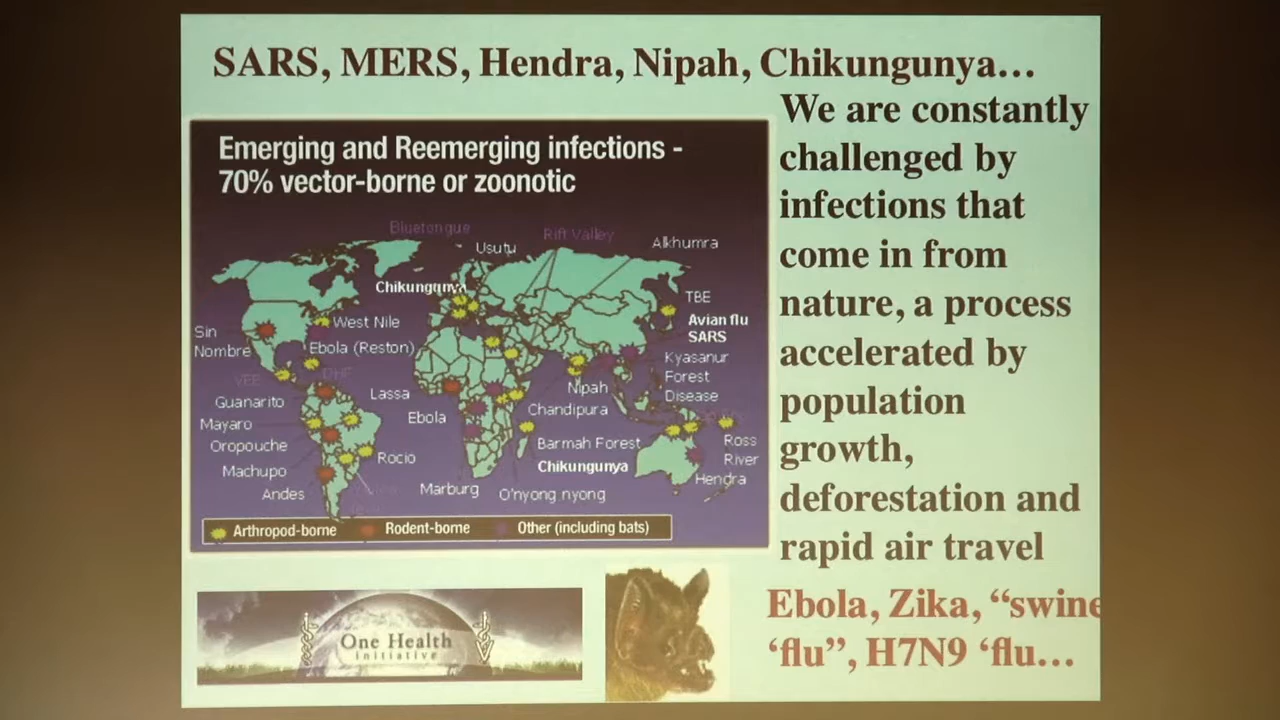 SARS, MERS, Hendra, Nipah, Chikungunya...
We are constantly
challenged by
infections that
come in from
nature, a process
accelerated by
population
growth,
deforestation and
rapid air travel
Ebola, Zika, “swine
‘flu”, H7N9 ‘flu...
Emerging and Reemerging infections -
70% vector-borne or zoonotic
Bluetongue
Usutu
Rift Valley
Alkhumra
Chikungunya
TBE
West Nile
Avian flu
SARS
Sin
Nombre
Ebola (Reston)
Kyasanur
Forest
Disease
VEE
DHF
Lassa
Nipah
Guanarito
Ebola
Chandipura
Mayaro
Oropouche
Barmah Forest
Ross
River
Rocio
Chikungunya
Machupo
Hendra
Andes
Marburg
O'nyong nyong
Arthropod-borne
Rodent-borne
Other (including bats)
One Health
initiative